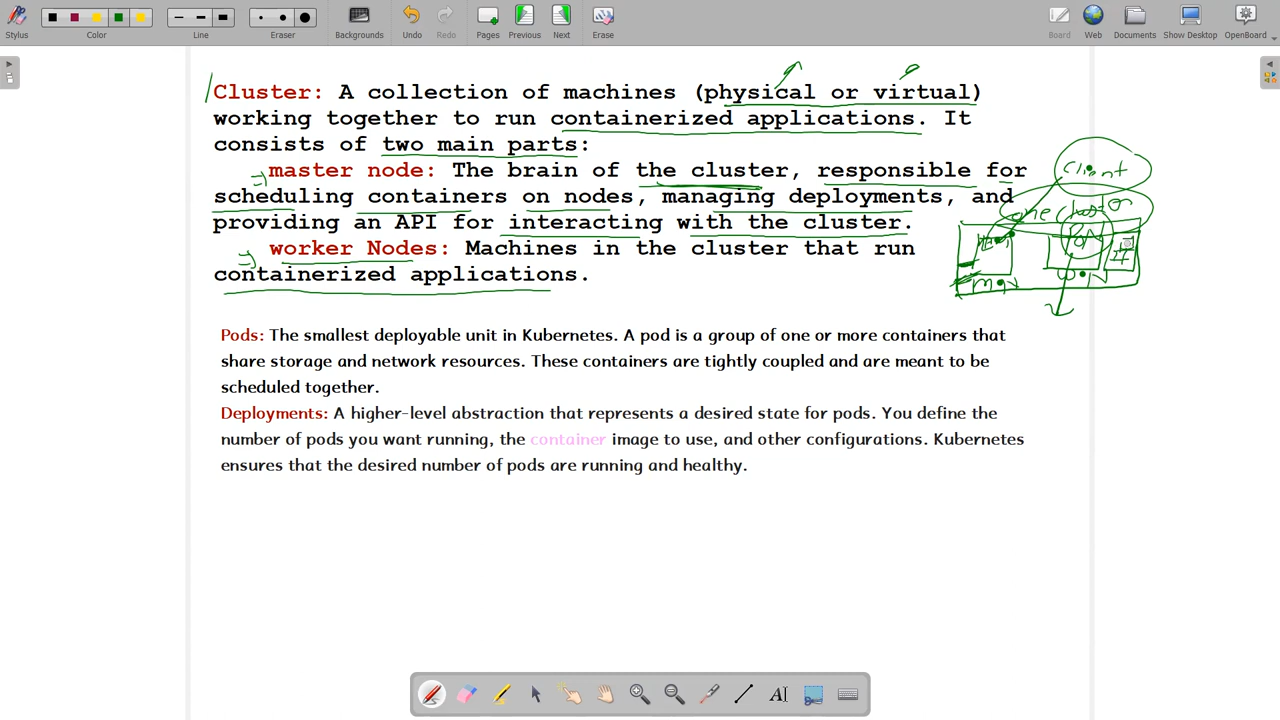 Stylus
Color
Line
Eraser
Backgrounds
Undo
Redo
Pages
Previous
Next
Erase
Board
Web
Documents
Show Desktop
OpenBoard
Cluster: A collection of machines (physical or virtual)
working together to run containerized applications. It
consists of two main parts:
master node: The brain of the cluster, responsible for
scheduling containers on nodes, managing deployments, and
providing an API for interacting with the cluster.
worker Nodes: Machines in the cluster that run
containerized applications.
client
one cluster
Pods: The smallest deployable unit in Kubernetes. A pod is a group of one or more containers that
share storage and network resources. These containers are tightly coupled and are meant to be
scheduled together.
Deployments: A higher-level abstraction that represents a desired state for pods. You define the
number of pods you want running, the container image to use, and other configurations. Kubernetes
ensures that the desired number of pods are running and healthy.